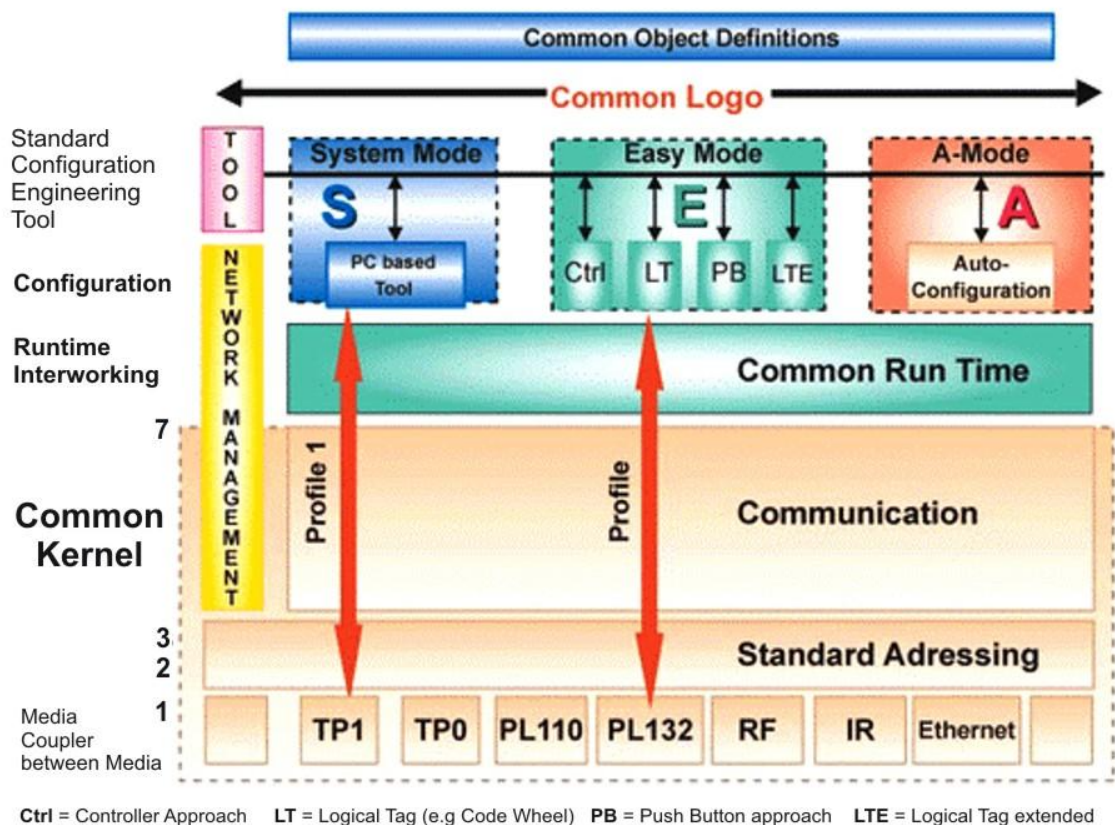 Common Object Definitions
Common Logo
Standard
Configuration
Engineering
Tool
TOOL
System Mode
Easy Mode
A-Mode
S
E
A
Configuration
NETWORK MANAGEMENT
PC based
Tool
Ctrl
LT
PB
LTE
Auto-
Configuration
Runtime
Interworking
Common Run Time
7
Common
Kernel
Profile 1
Profile
Communication
3
2
Standard Adressing
1
Media
Coupler
between Media
TP1
TP0
PL110
PL132
RF
IR
Ethernet
Ctrl = Controller Approach LT = Logical Tag (e.g Code Wheel) PB = Push Button approach LTE = Logical Tag extended